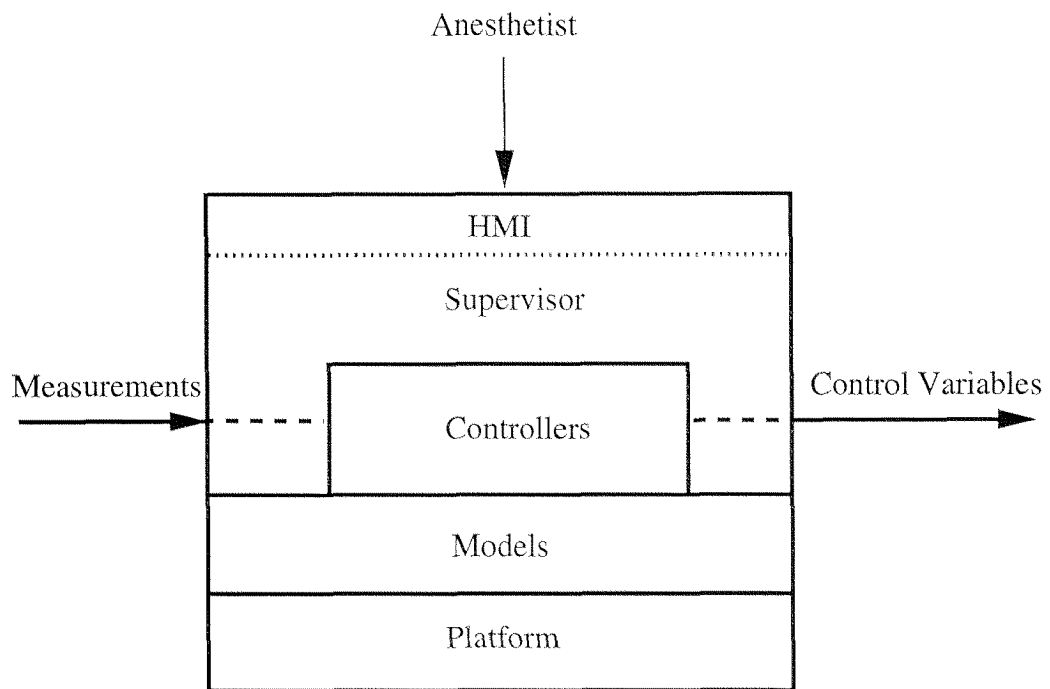 Anesthetist
HMI
Supervisor
Measurements
Control Variables
Controllers
Models
Platform